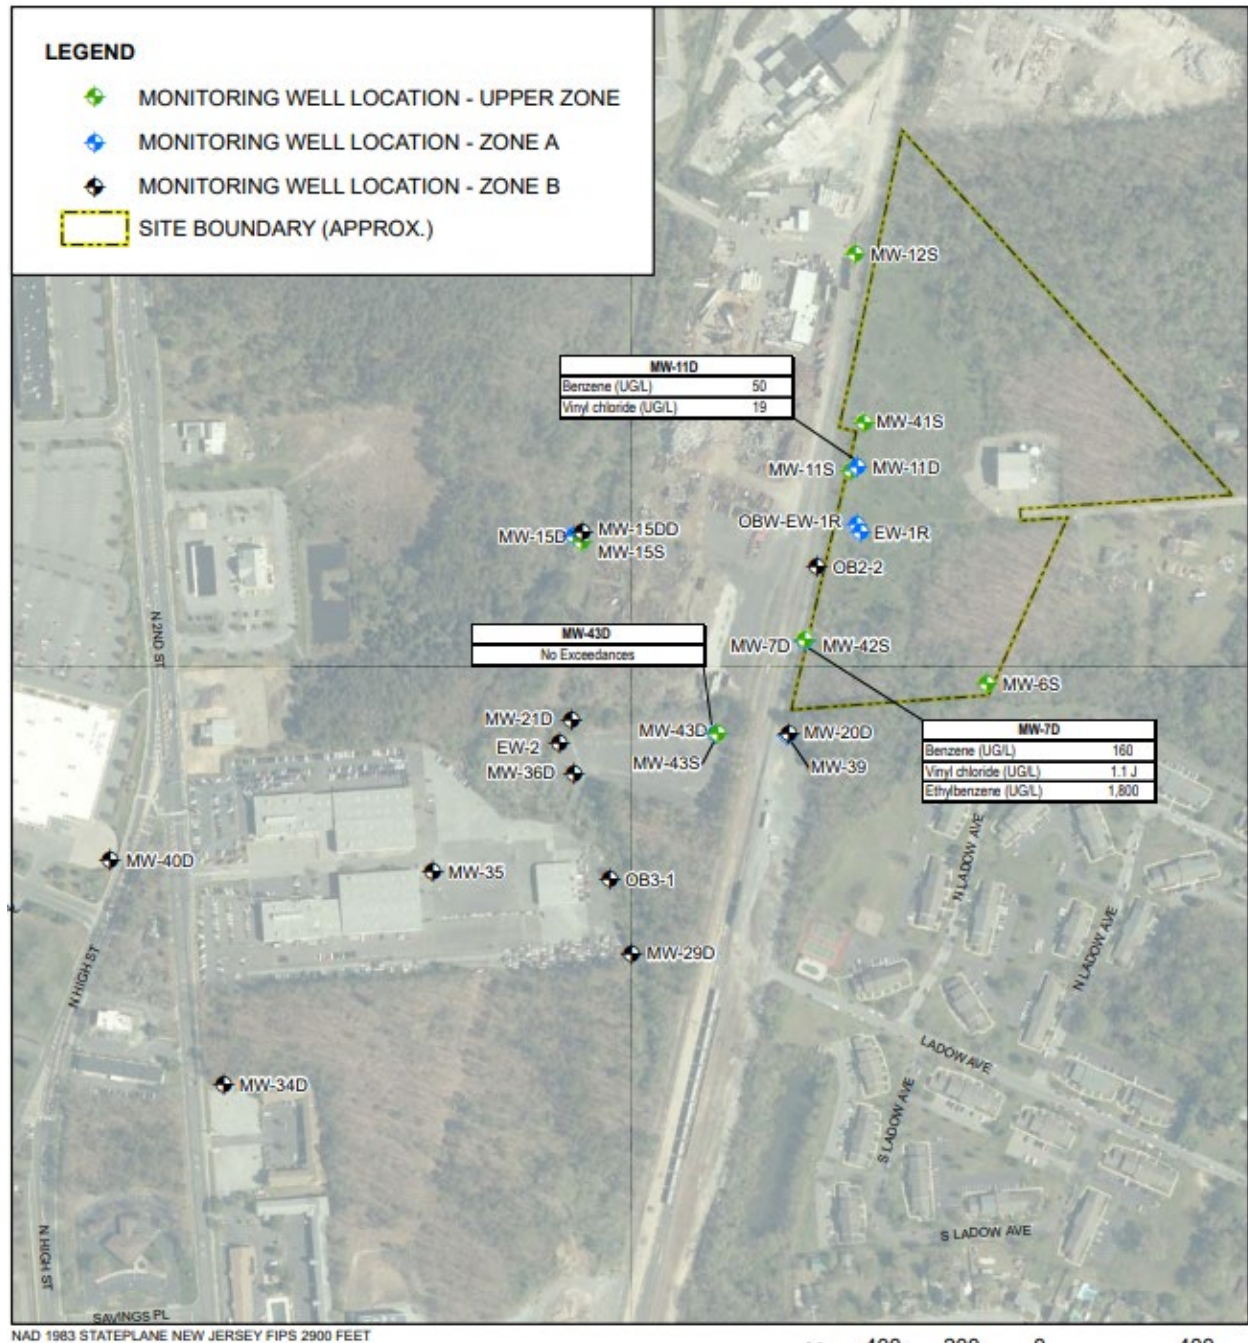 LEGEND
MONITORING WELL LOCATION - UPPER ZONE
MONITORING WELL LOCATION - ZONE A
MONITORING WELL LOCATION - ZONE B
SITE BOUNDARY (APPROX.)
MW-12S
MW-11D
Benzene (UG/L) 50
Vinyl chloride (UG/L) 19
MW-41S
MW-11S
MW-11D
OBW-EW-1R
EW-1R
MW-15D
MW-15DD
MW-15S
OB2-2
N 2ND ST
MW-43D
No Exceedances
MW-7D
MW-42S
MW-6S
MW-21D
EW-2
MW-36D
MW-43D
MW-43S
MW-20D
MW-39
MW-7D
Benzene (UG/L) 160
Vinyl chloride (UG/L) 1.1 J
Ethylbenzene (UG/L) 1,800
MW-40D
MW-35
OB3-1
N LADOW AVE
N LADOW AVE
MW-29D
N HIGH ST
LADOW AVE
MW-34D
S LADOW AVE
S LADOW AVE
N HIGH ST
SAVINGS PL
NAD 1983 STATEPLANE NEW JERSEY FIPS 2900 FEET